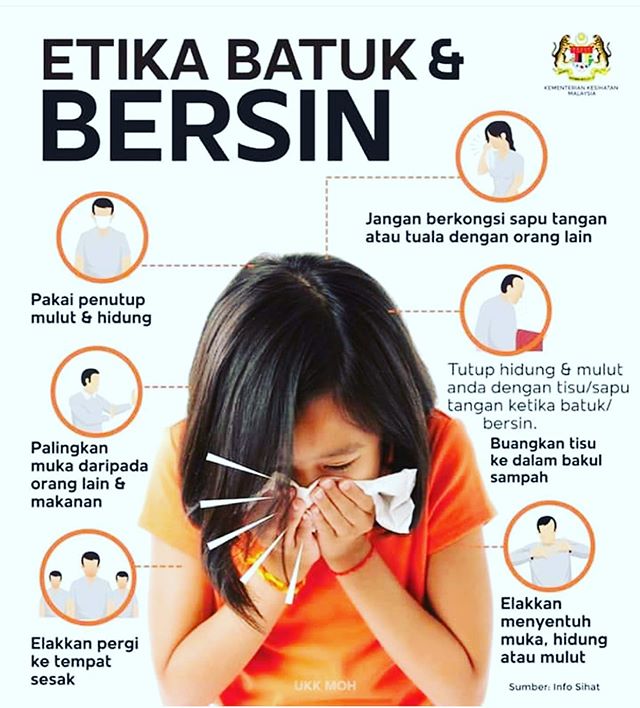 ETIKA BATUK &
BERSIN
KEMENTERIAN KESIHATAN
MALAYSIA
Jangan berkongsi sapu tangan
atau tuala dengan orang lain
Pakai penutup
mulut & hidung
Tutup hidung & mulut
anda dengan tisu/sapu
tangan ketika batuk/
bersin.
Buangkan tisu
ke dalam bakul
sampah
Palingkan
muka daripada
orang lain &
makanan
Elakkan pergi
ke tempat
sesak
Elakkan
menyentuh
muka, hidung
atau mulut
UKK MOH
Sumber: Info Sihat